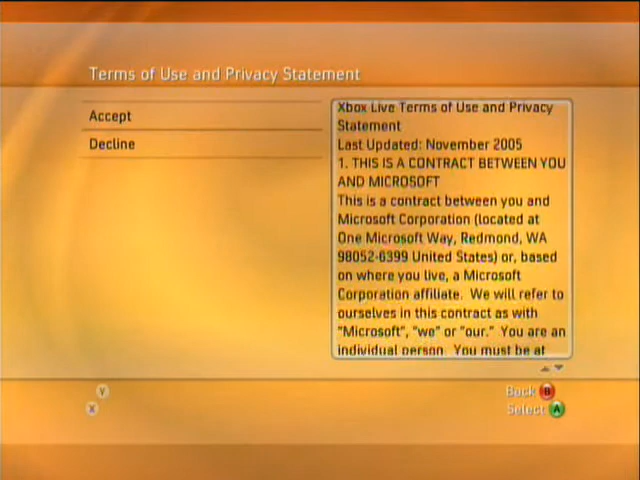 Terms of Use and Privacy Statement
Accept
Decline
Xbox Live Terms of Use and Privacy
Statement
Last Updated: November 2005
1. THIS IS A CONTRACT BETWEEN YOU
AND MICROSOFT
This is a contract between you and
Microsoft Corporation (located at
One Microsoft Way, Redmond, WA
98052-6399 United States) or, based
on where you live, a Microsoft
Corporation affiliate. We will refer to
ourselves in this contract as with
"Microsoft", "we" or "our." You are an
individual person. You must be at
Y
X
Back B
Select A